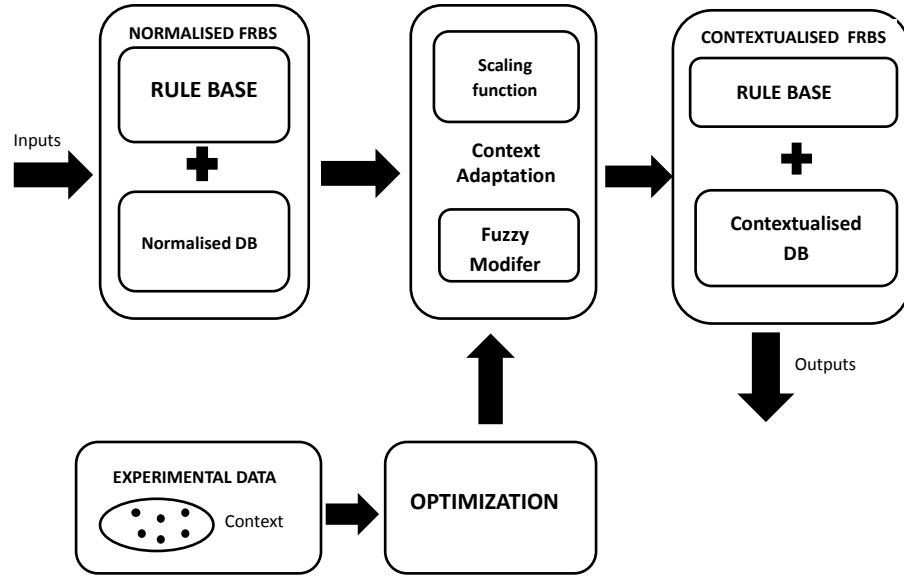 Inputs
NORMALISED FRBS
RULE BASE
Normalised DB
Scaling
function
Context
Adaptation
Fuzzy
Modifer
CONTEXTUALISED FRBS
RULE BASE
Contextualised
DB
Outputs
EXPERIMENTAL DATA
Context
OPTIMIZATION